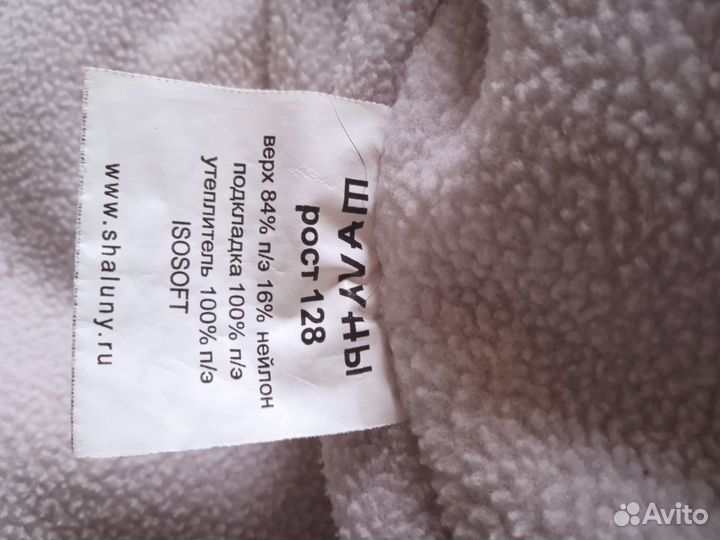 ШАЛУНЫ
рост 128
верх 84% п/э 16% нейлон
подкладка 100% п/э
утеплитель 100% п/э
ISOSOFT
www.shaluny.ru
Avito